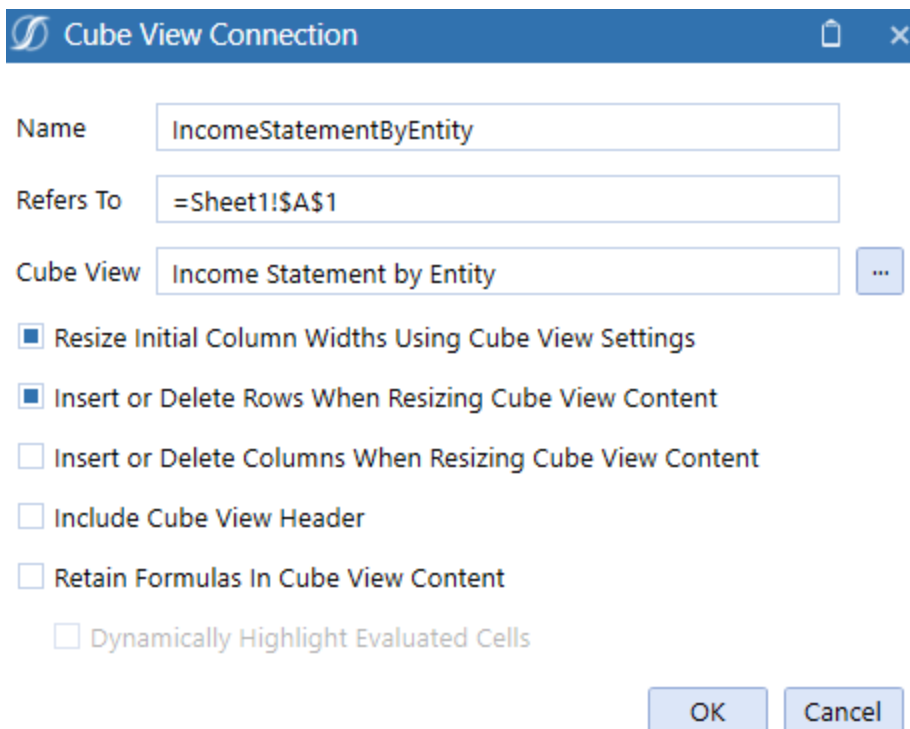 Cube View Connection
Name IncomeStatementByEntity
Refers To =Sheet1!$A$1
Cube View Income Statement by Entity ...
Resize Initial Column Widths Using Cube View Settings
Insert or Delete Rows When Resizing Cube View Content
Insert or Delete Columns When Resizing Cube View Content
Include Cube View Header
Retain Formulas In Cube View Content
Dynamically Highlight Evaluated Cells
OK Cancel